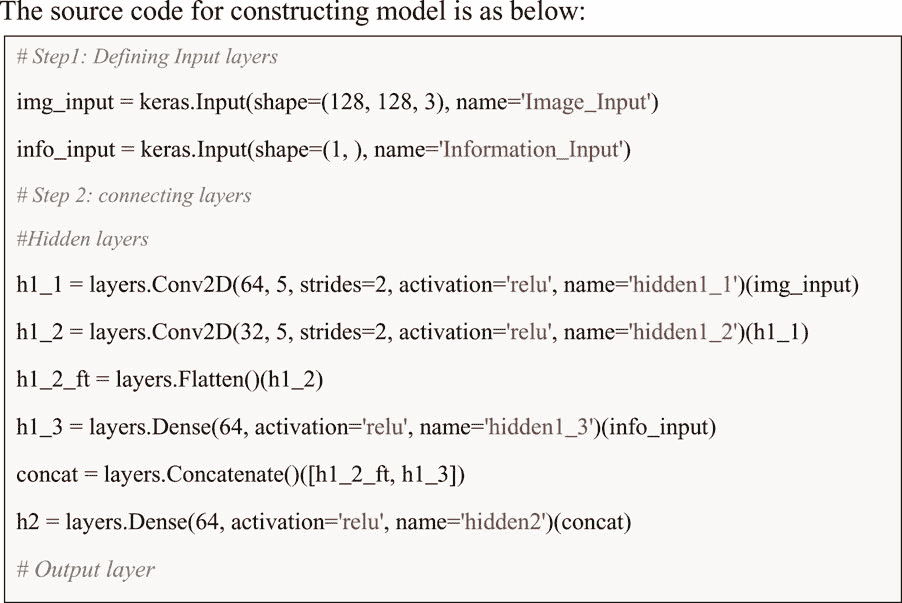 The source code for constructing model is as below:
# Step1: Defining Input layers
img_input = keras.Input(shape=(128, 128, 3), name='Image_Input')
info_input = keras.Input(shape=(1, ), name='Information_Input')
# Step 2: connecting layers
#Hidden layers
h1_1 = layers.Conv2D(64, 5, strides=2, activation='relu', name='hidden1_1')(img_input)
h1_2 = layers.Conv2D(32, 5, strides=2, activation='relu', name='hidden1_2')(h1_1)
h1_2_ft = layers.Flatten()(h1_2)
h1_3 = layers.Dense(64, activation='relu', name='hidden1_3')(info_input)
concat = layers.Concatenate()([h1_2_ft, h1_3])
h2 = layers.Dense(64, activation='relu', name='hidden2')(concat)
# Output layer